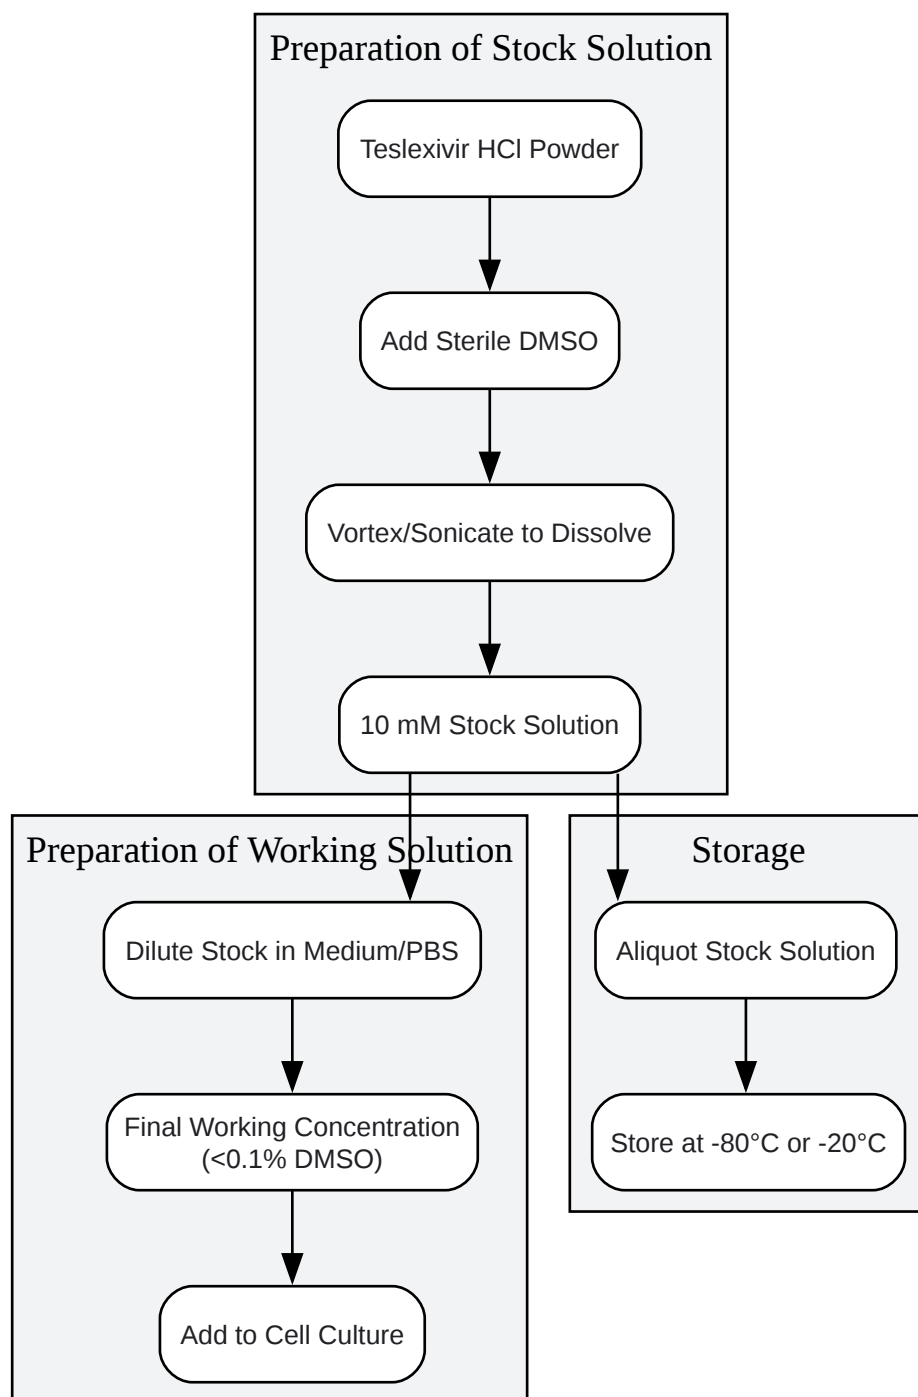 Preparation of Stock Solution
Teslexivir HCl Powder
Add Sterile DMSO
Vortex/Sonicate to Dissolve
10 mM Stock Solution
Preparation of Working Solution
Dilute Stock in Medium/PBS
Final Working Concentration
(<0.1% DMSO)
Add to Cell Culture
Storage
Aliquot Stock Solution
Store at -80°C or -20°C